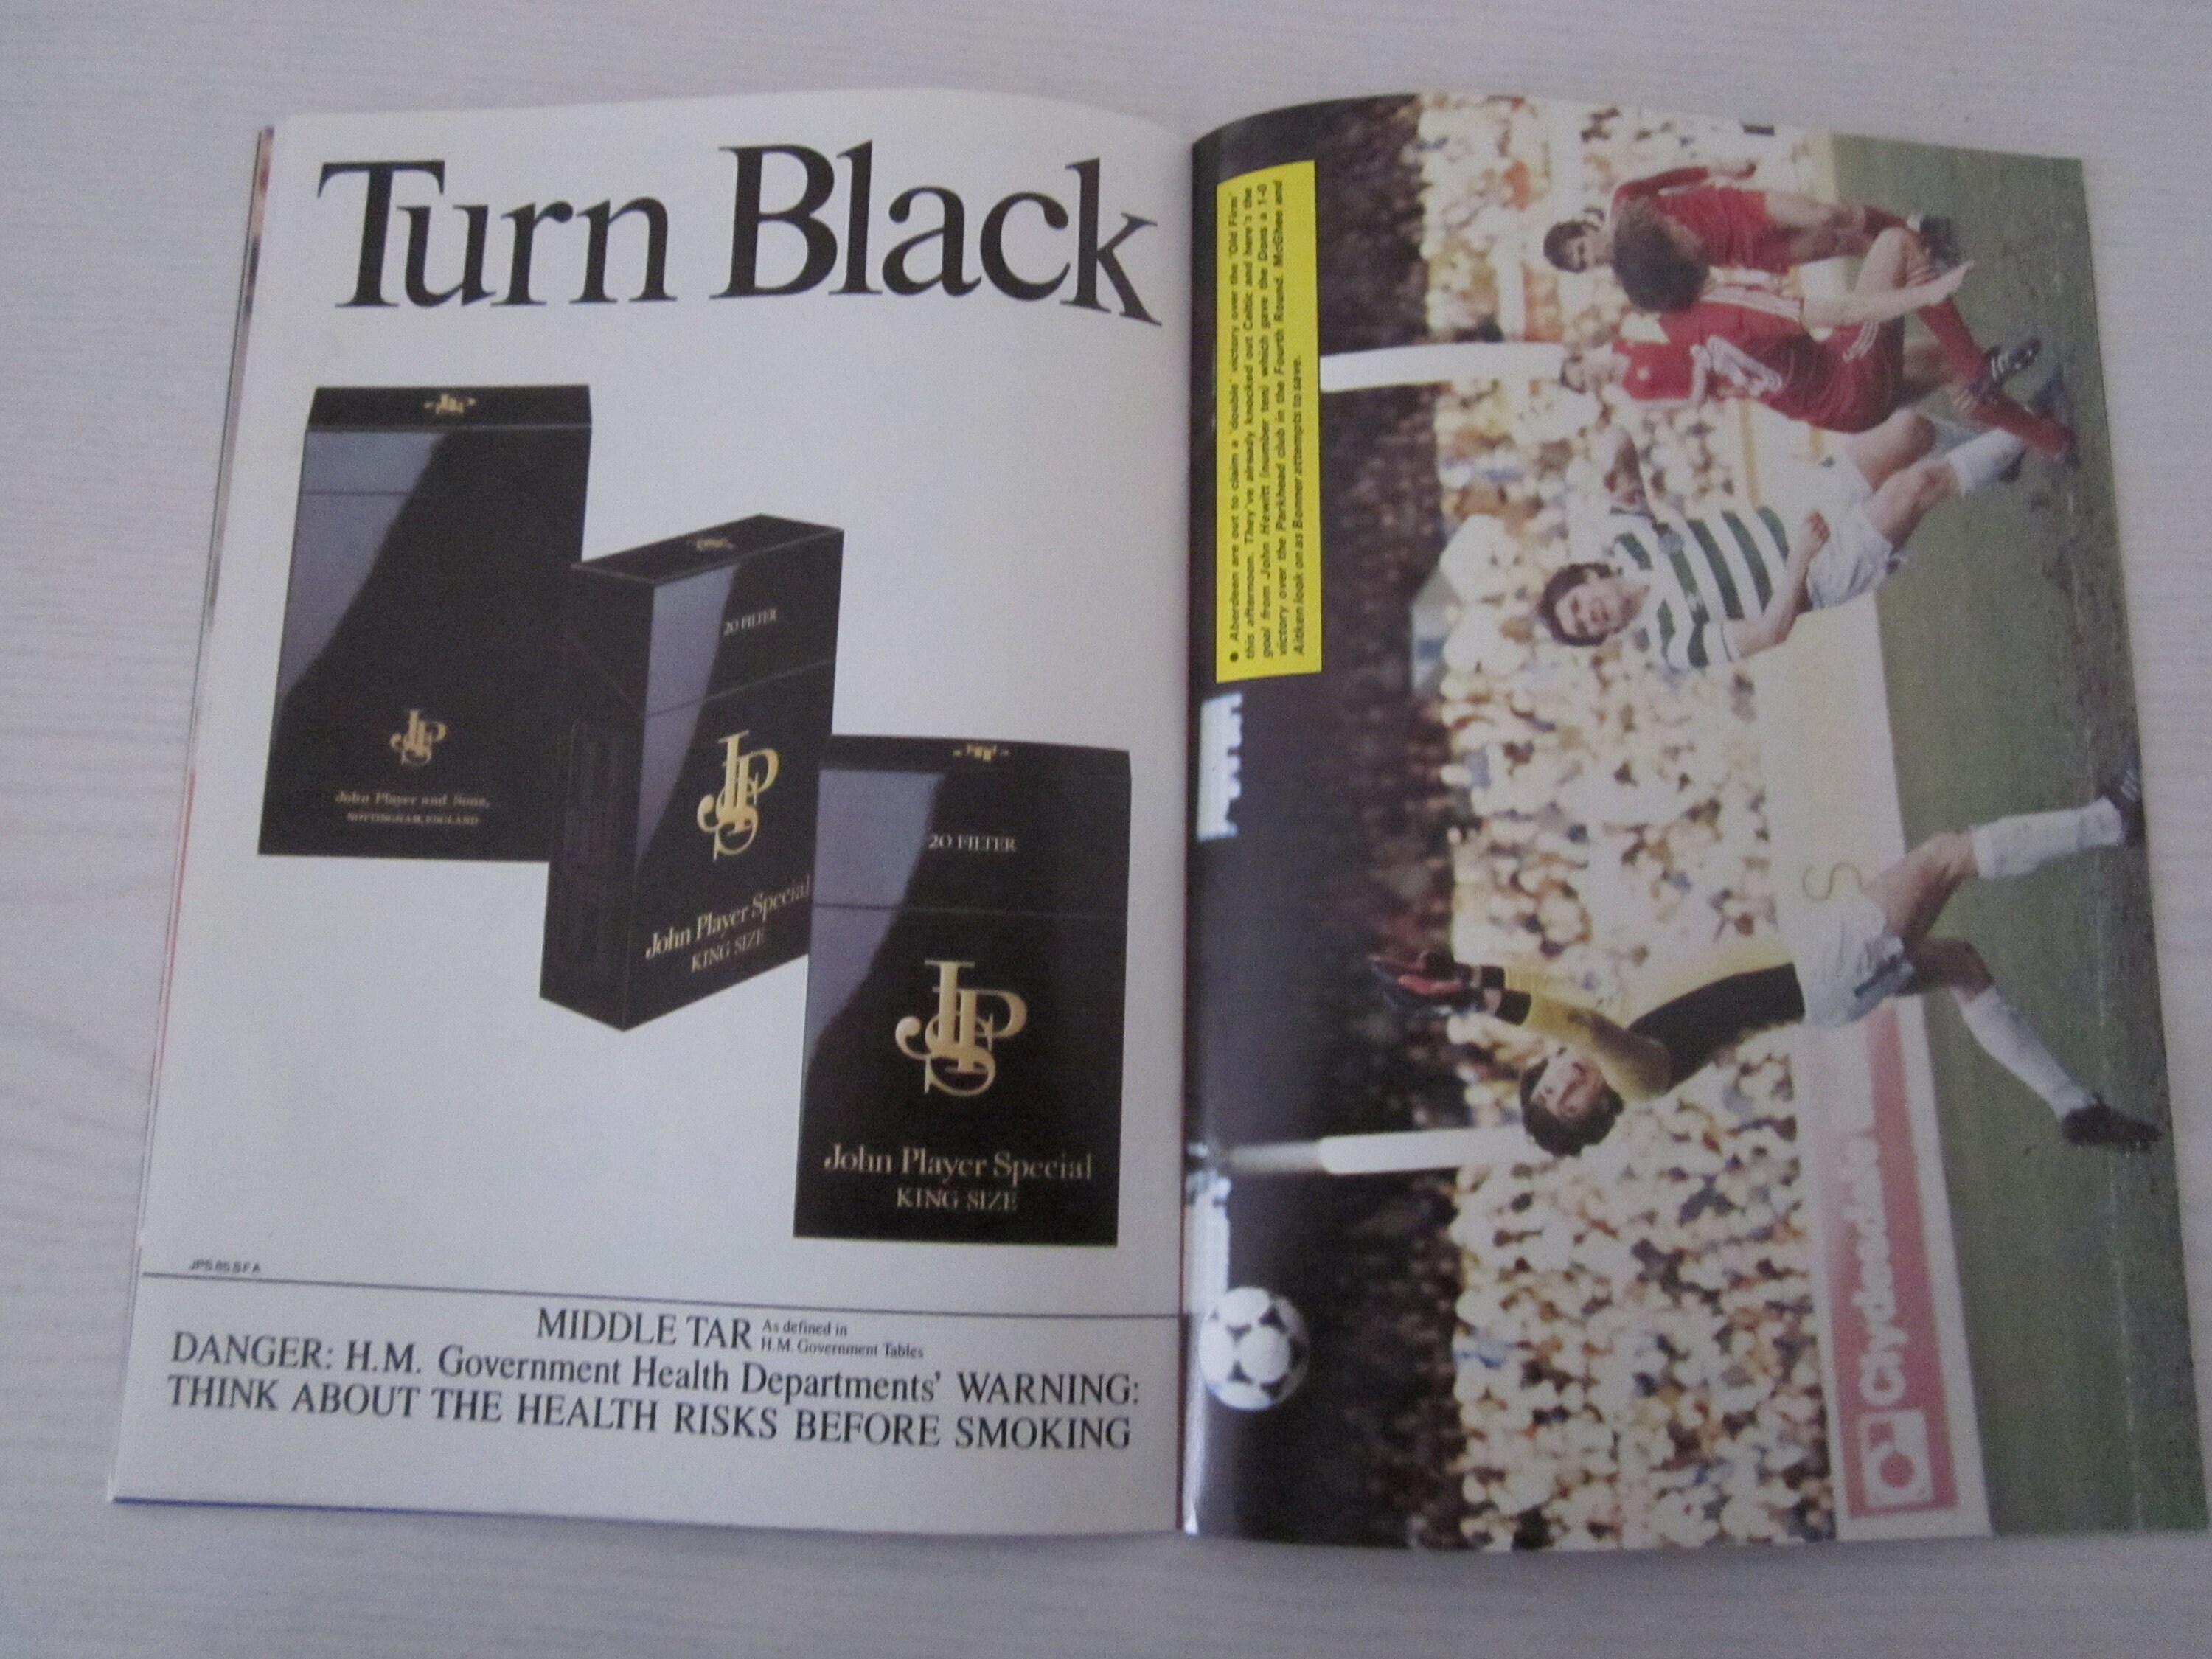 Turn Black
JPS
John Player and Sons,
NOTTINGHAM, ENGLAND
20 FILTER
JPS
John Player Special
KING SIZE
20 FILTER
JPS
John Player Special
KING SIZE
JPS.85.S.F.A
MIDDLE TAR As defined in
H.M. Government Tables
DANGER: H.M. Government Health Departments' WARNING:
THINK ABOUT THE HEALTH RISKS BEFORE SMOKING
● Aberdeen are out to claim a 'double' victory over the 'Old Firm'
this afternoon. They've already knocked out Celtic and here's the
goal from John Hewitt (number ten) which gave the Dons a 1-0
victory over the Parkhead club in the Fourth Round. McGhee and
Aitken look on as Bonner attempts to save.
10
Clydesdale